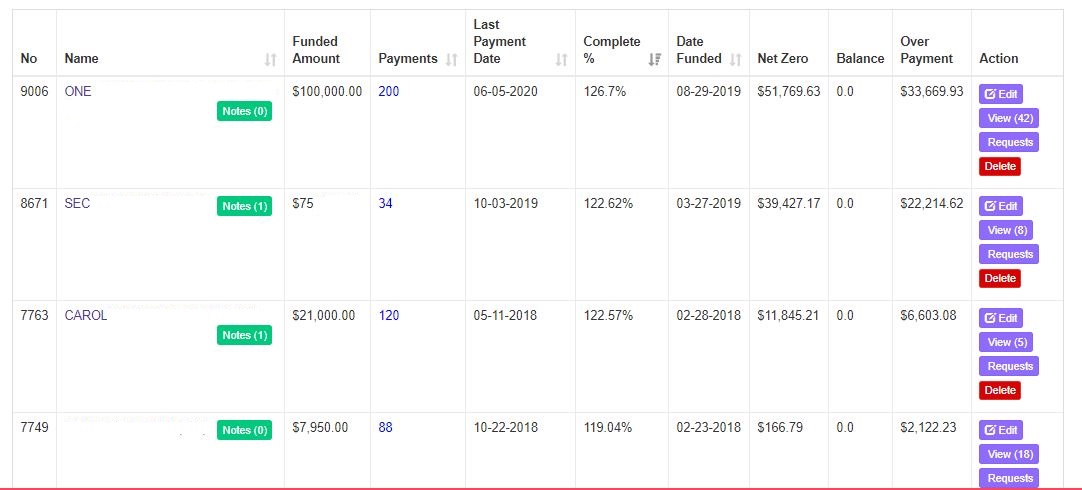 No Name Funded Amount Payments Last Payment Date Complete % Date Funded Net Zero Balance Over Payment Action
9006 ONE $100,000.00 200 06-05-2020 126.7% 08-29-2019 $51,769.63 0.0 $33,669.93 Edit
Notes (0)
View (42)
Requests
Delete
8671 SEC Notes (1) $75 34 10-03-2019 122.62% 03-27-2019 $39,427.17 0.0 $22,214.62 Edit
View (8)
Requests
Delete
7763 CAROL $21,000.00 120 05-11-2018 122.57% 02-28-2018 $11,845.21 0.0 $6,603.08 Edit
Notes (1)
View (5)
Requests
Delete
7749 Notes (0) $7,950.00 88 10-22-2018 119.04% 02-23-2018 $166.79 0.0 $2,122.23 Edit
View (18)
Requests